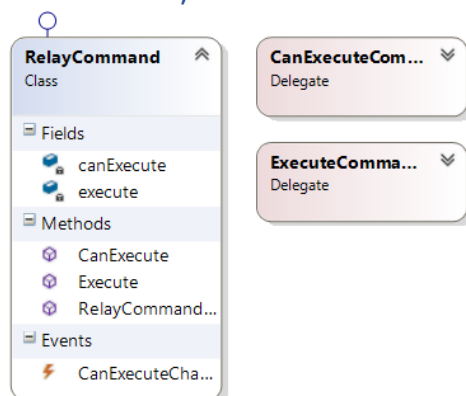 RelayCommand
Class
Fields
canExecute
execute
Methods
CanExecute
Execute
RelayCommand...
Events
CanExecuteCha...
CanExecuteCom...
Delegate
ExecuteComma...
Delegate